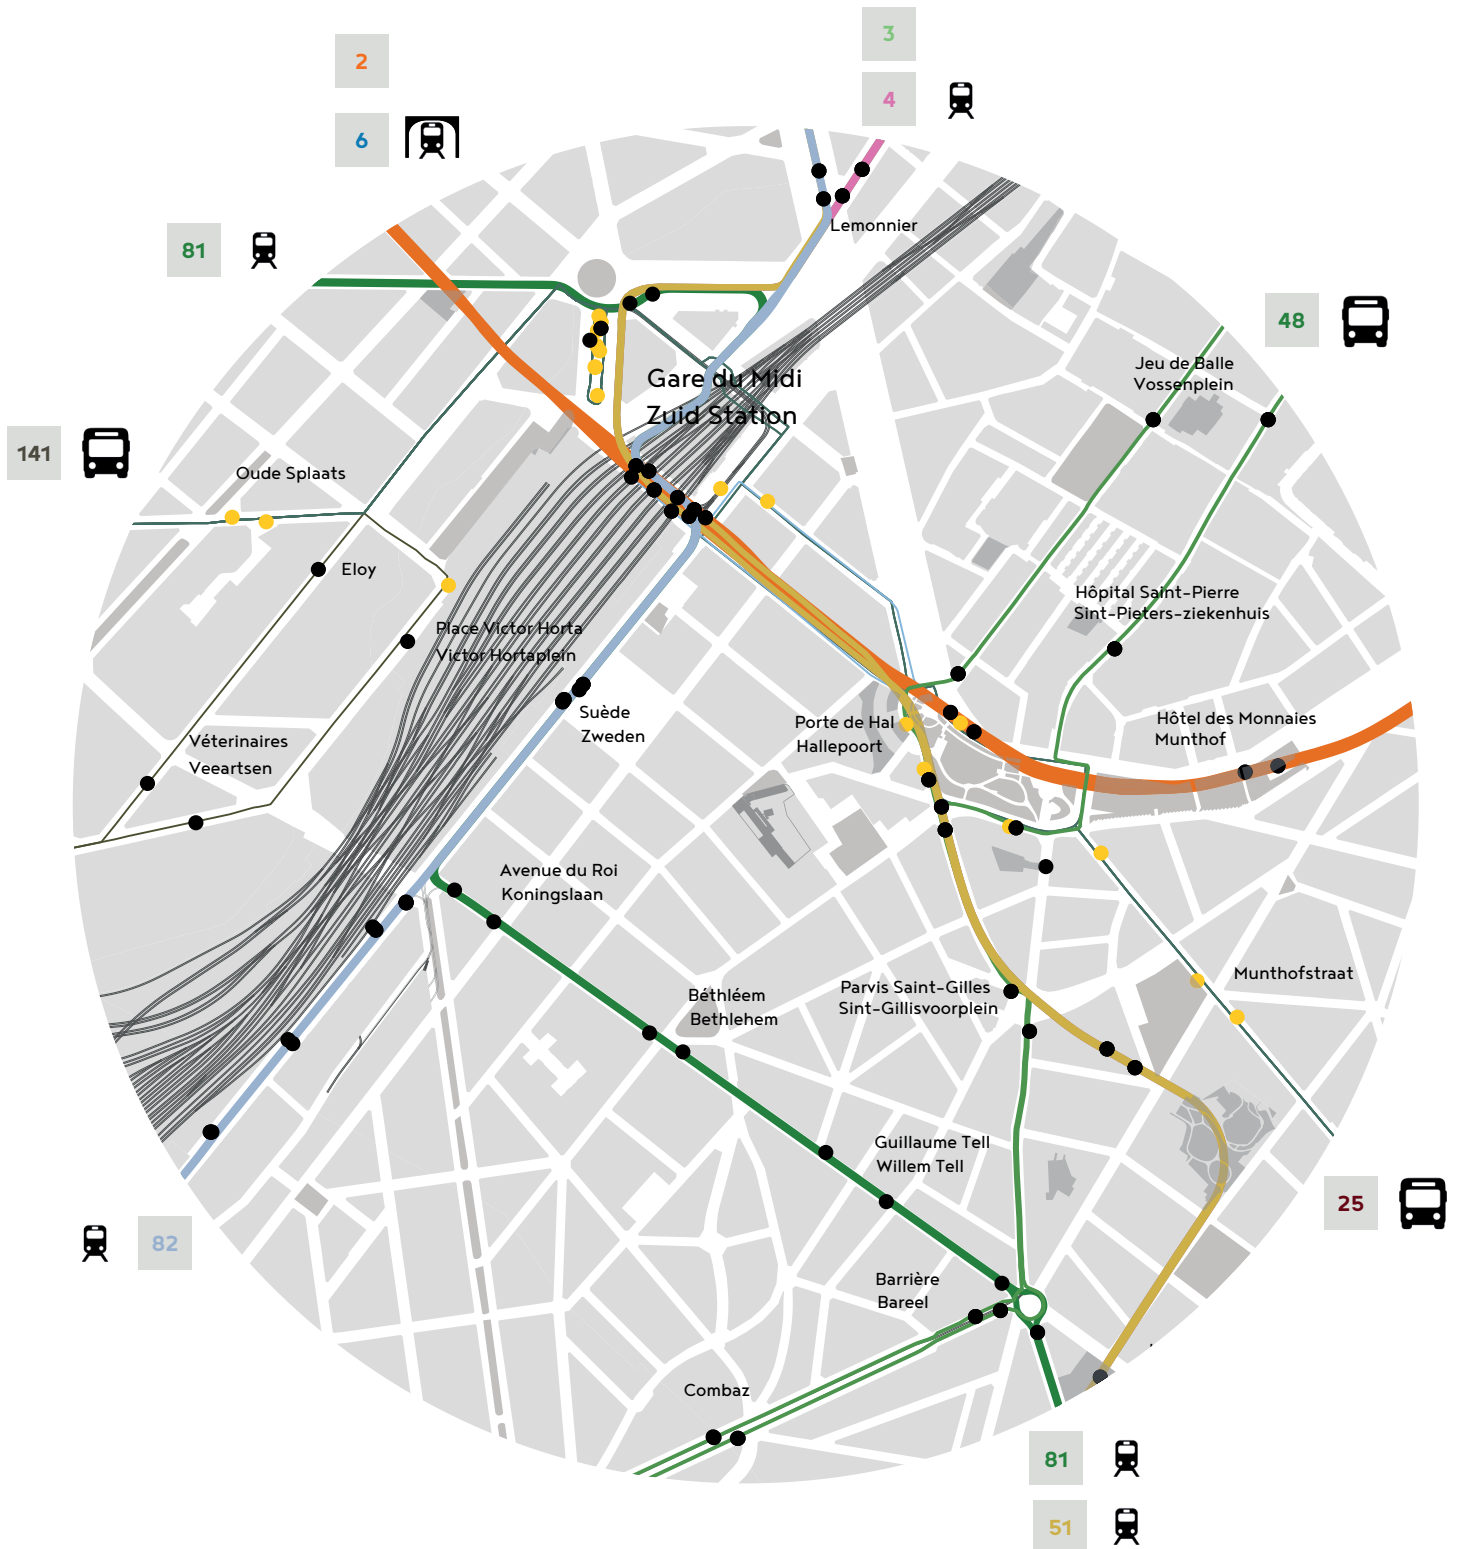 3
2
4
6
Lemonnier
81
48
Jeu de Balle
Vossenplein
Gare du Midi
Zuid Station
141
Oude Splaats
Eloy
Hôpital Saint-Pierre
Sint-Pieters-ziekenhuis
Place Victor Horta
Victor Hortaplein
Suède
Zweden
Porte de Hal
Hallepoort
Hôtel des Monnaies
Munthof
Véterinaires
Veeartsen
Avenue du Roi
Koningslaan
Munthofstraat
Parvis Saint-Gilles
Sint-Gillisvoorplein
Béthléem
Bethlehem
Guillaume Tell
Willem Tell
25
82
Barrière
Bareel
Combaz
81
51